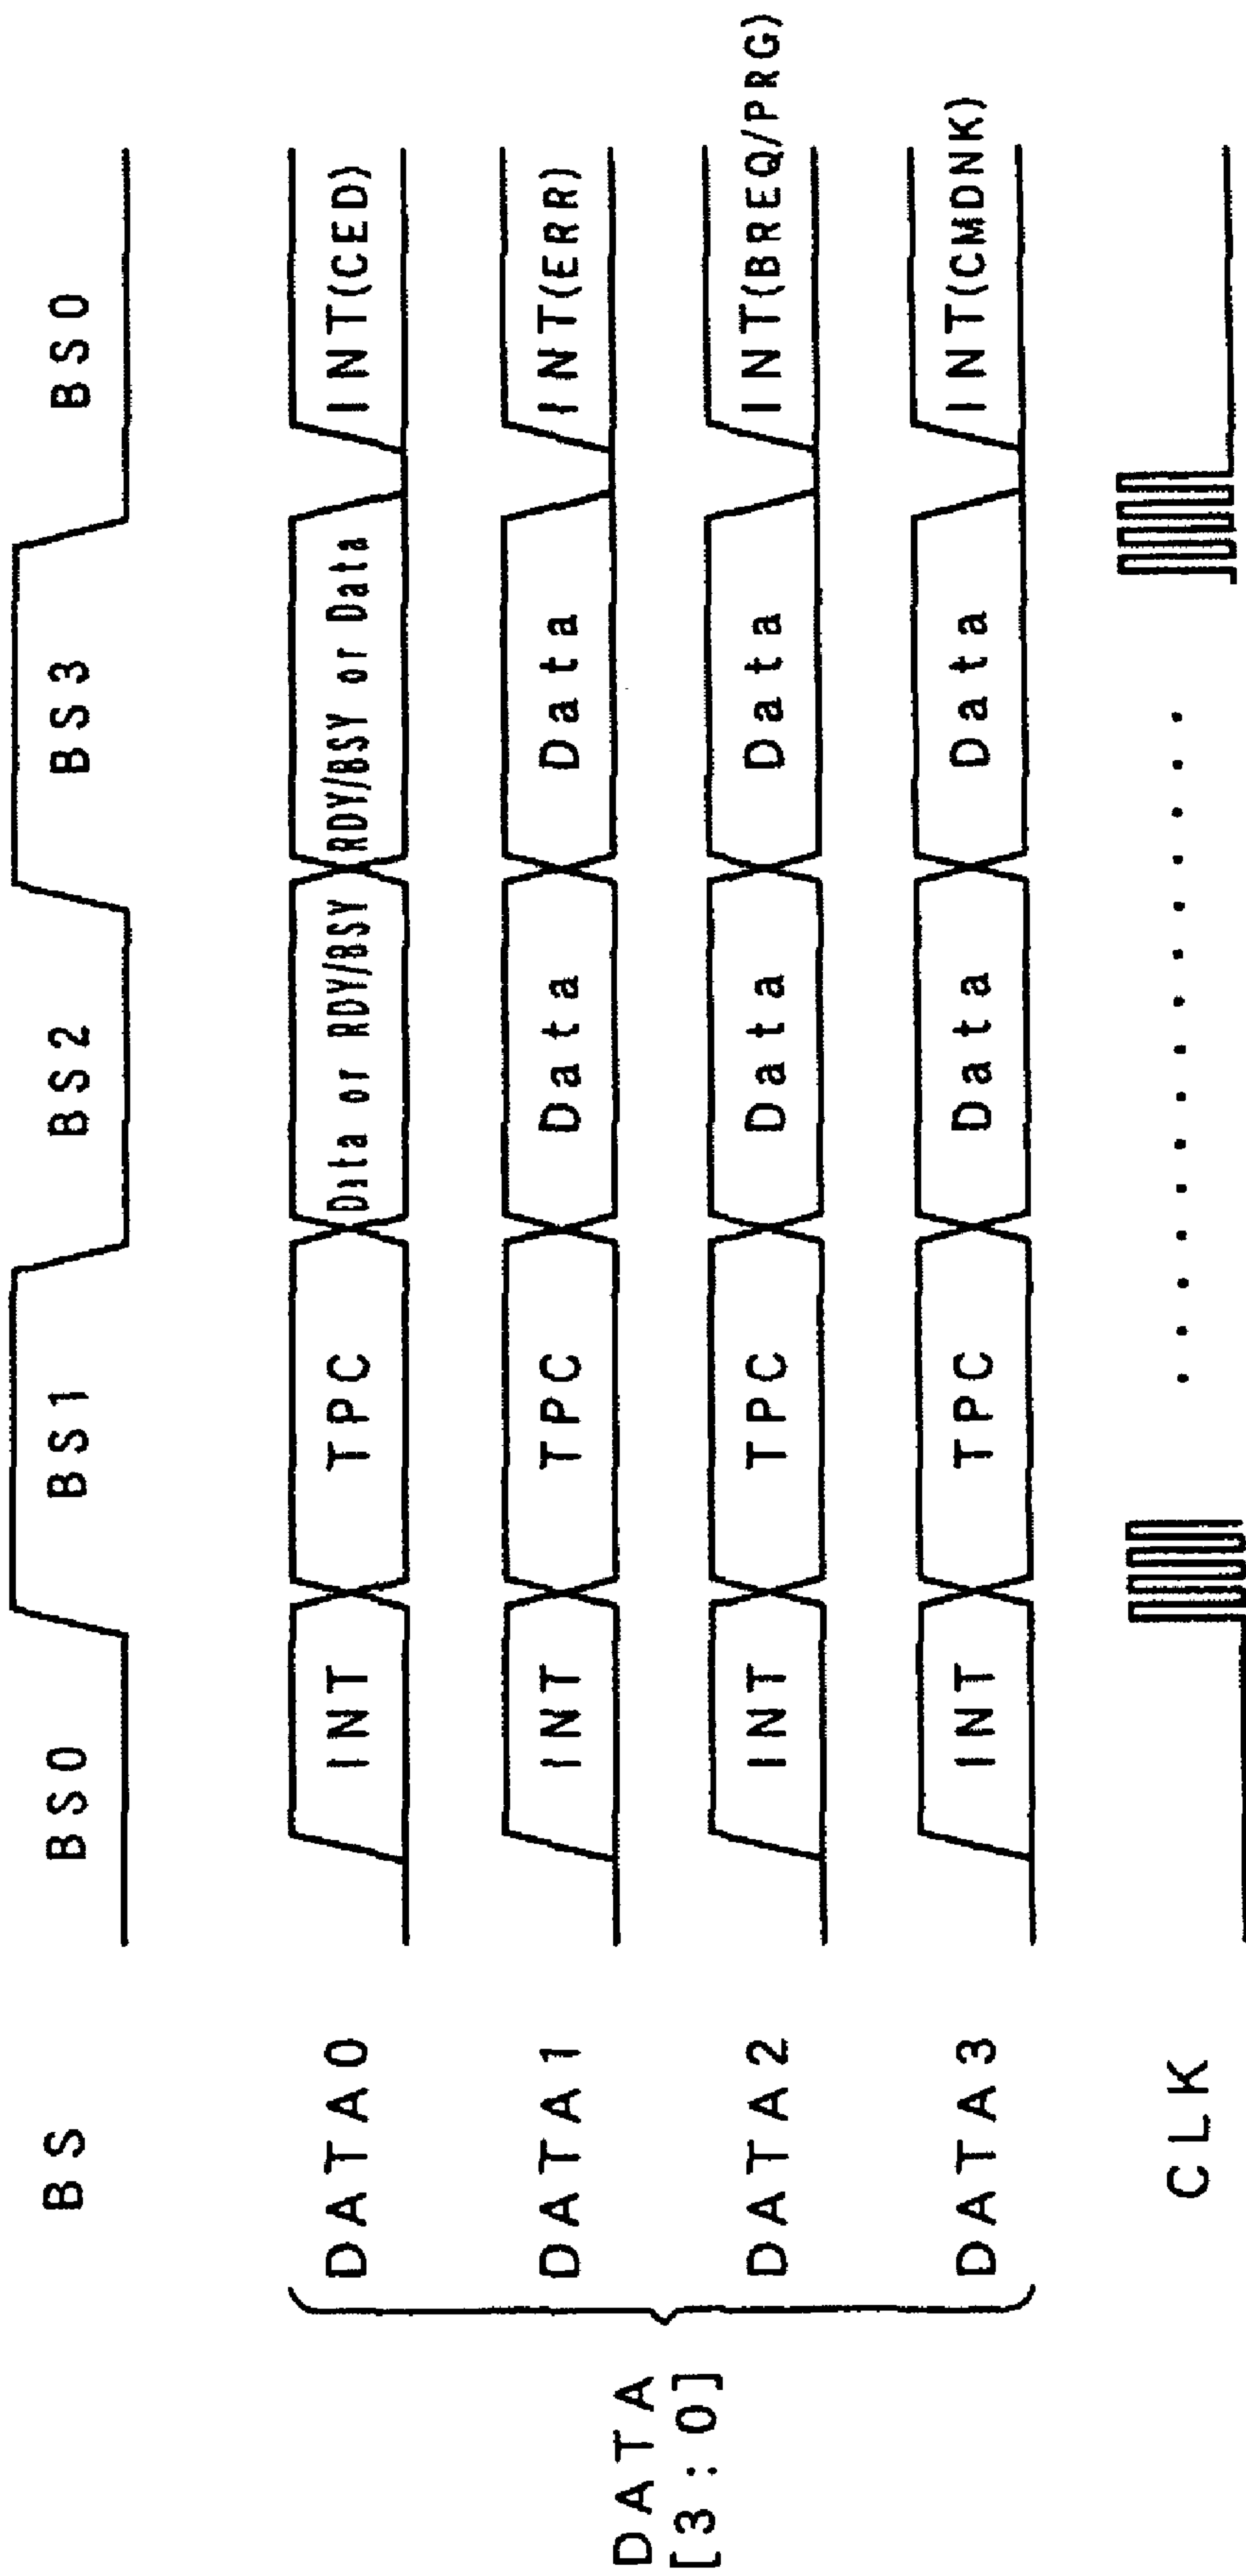 BS BS0 BS1 BS2 BS3 BS0
DATA0 INT TPC Data or RDY/BSY RDY/BSY or Data INT(CED)
DATA1 INT TPC Data Data INT(ERR)
DATA [3:0]
DATA2 INT TPC Data Data INT(BREQ/PRG)
DATA3 INT TPC Data Data INT(CMDNK)
CLK